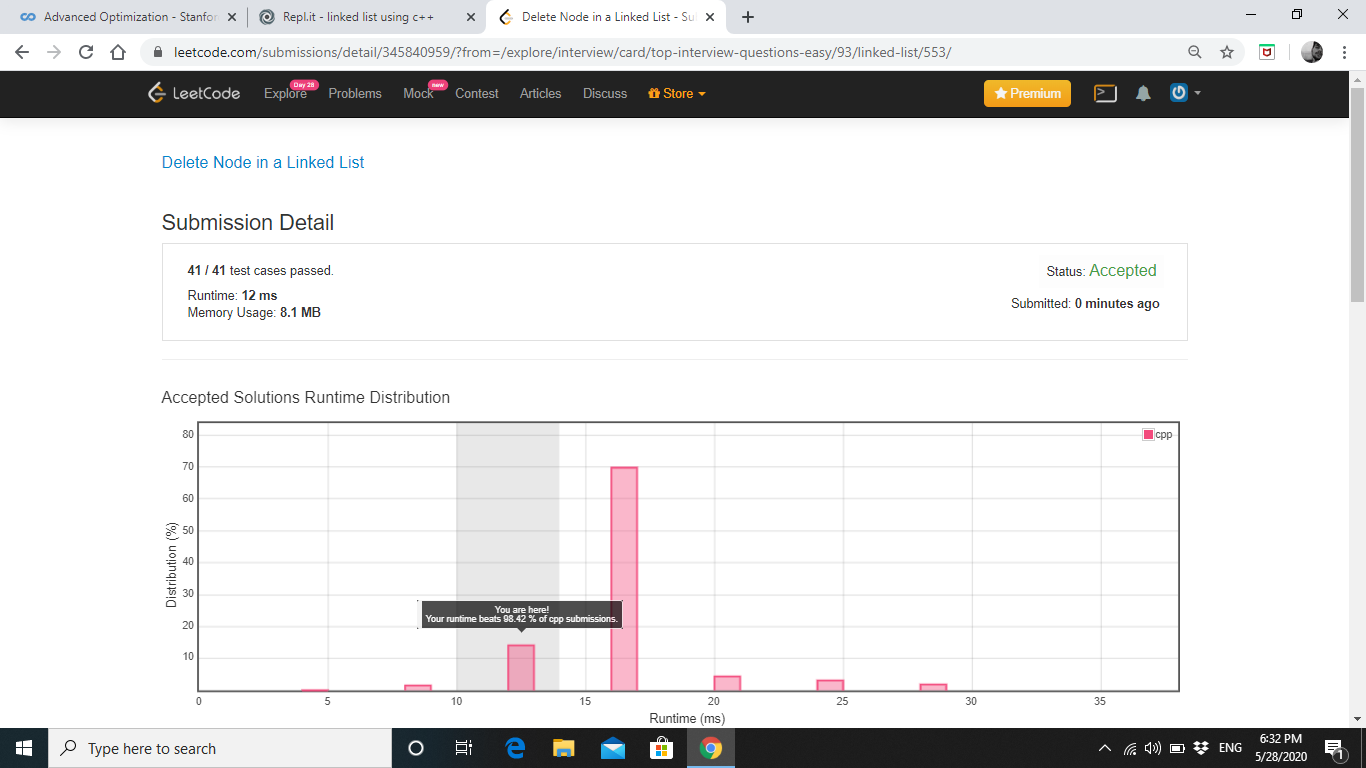 Advanced Optimization - Stanfor
Repl.it - linked list using c++
Delete Node in a Linked List - Su
leetcode.com/submissions/detail/345840959/?from=/explore/interview/card/top-interview-questions-easy/93/linked-list/553/
LeetCode
Explore
Day 28
Problems
Mock
new
Contest
Articles
Discuss
Store
Premium
Delete Node in a Linked List
Submission Detail
41 / 41 test cases passed.
Status: Accepted
Runtime: 12 ms
Submitted: 0 minutes ago
Memory Usage: 8.1 MB
Accepted Solutions Runtime Distribution
cpp
80
70
60
50
40
30
20
10
Distribution (%)
You are here!
Your runtime beats 98.42 % of cpp submissions.
0 5 10 15 20 25 30 35
Runtime (ms)
Type here to search
ENG
6:32 PM
5/28/2020
1